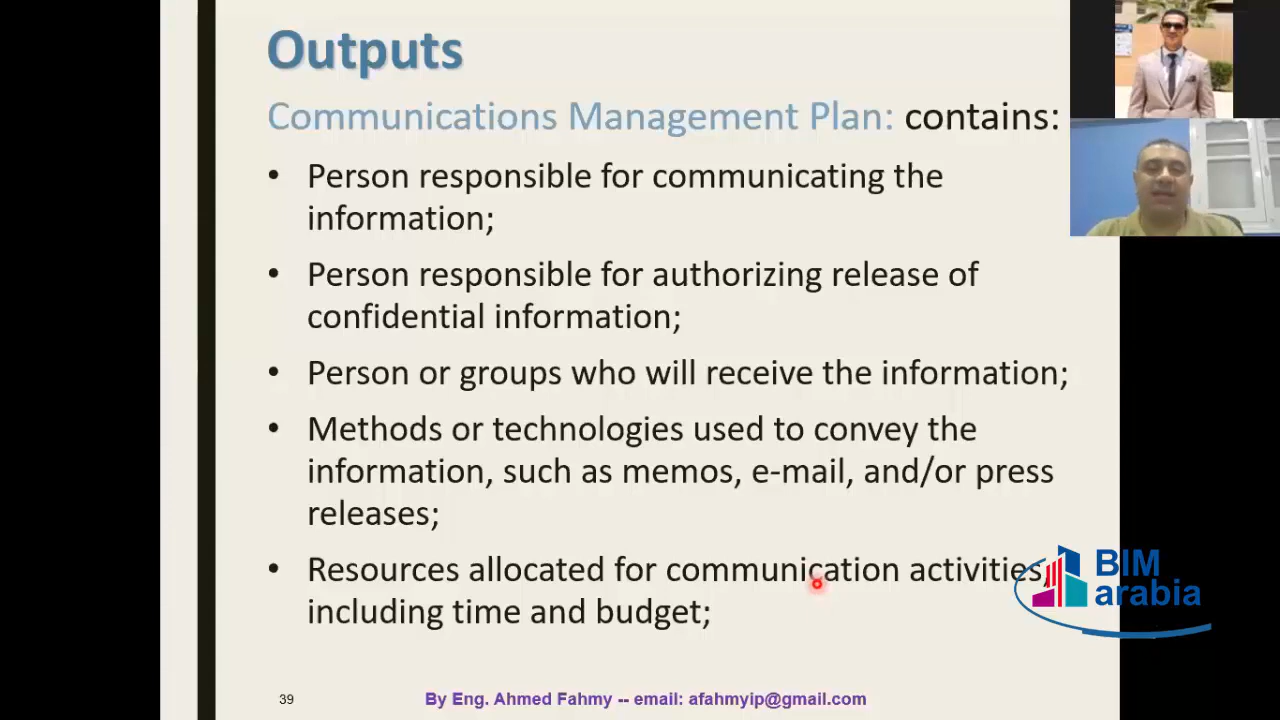 Outputs
Communications Management Plan: contains:
• Person responsible for communicating the
information;
• Person responsible for authorizing release of
confidential information;
• Person or groups who will receive the information;
• Methods or technologies used to convey the
information, such as memos, e-mail, and/or press
releases;
• Resources allocated for communication activities,
including time and budget;
BIM
arabia
39
By Eng. Ahmed Fahmy -- email: afahmyip@gmail.com